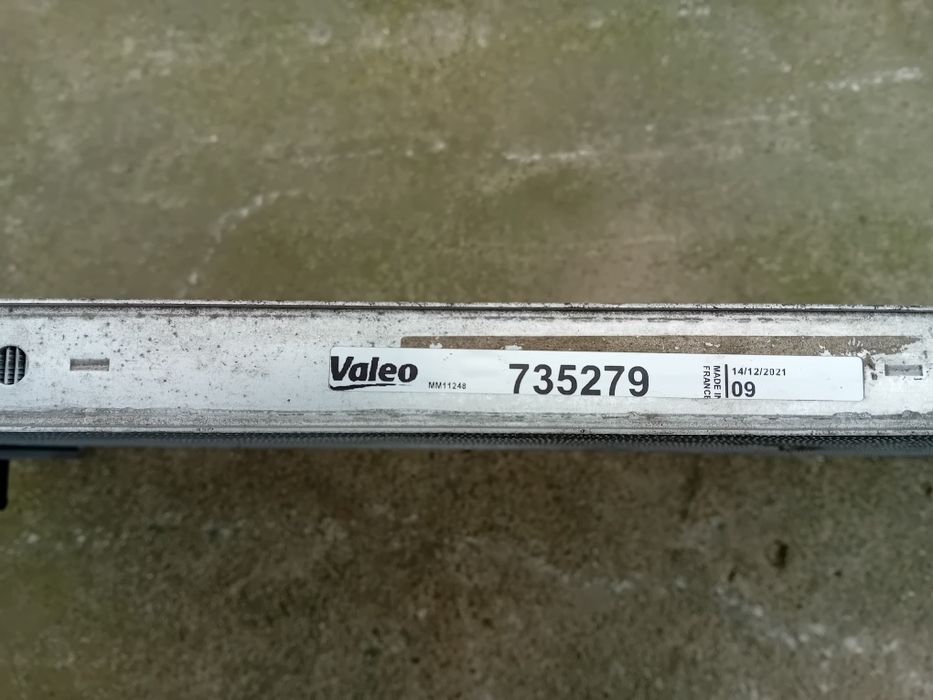 Valeo
MM11248
735279
MADE IN
FRANCE
14/12/2021
09